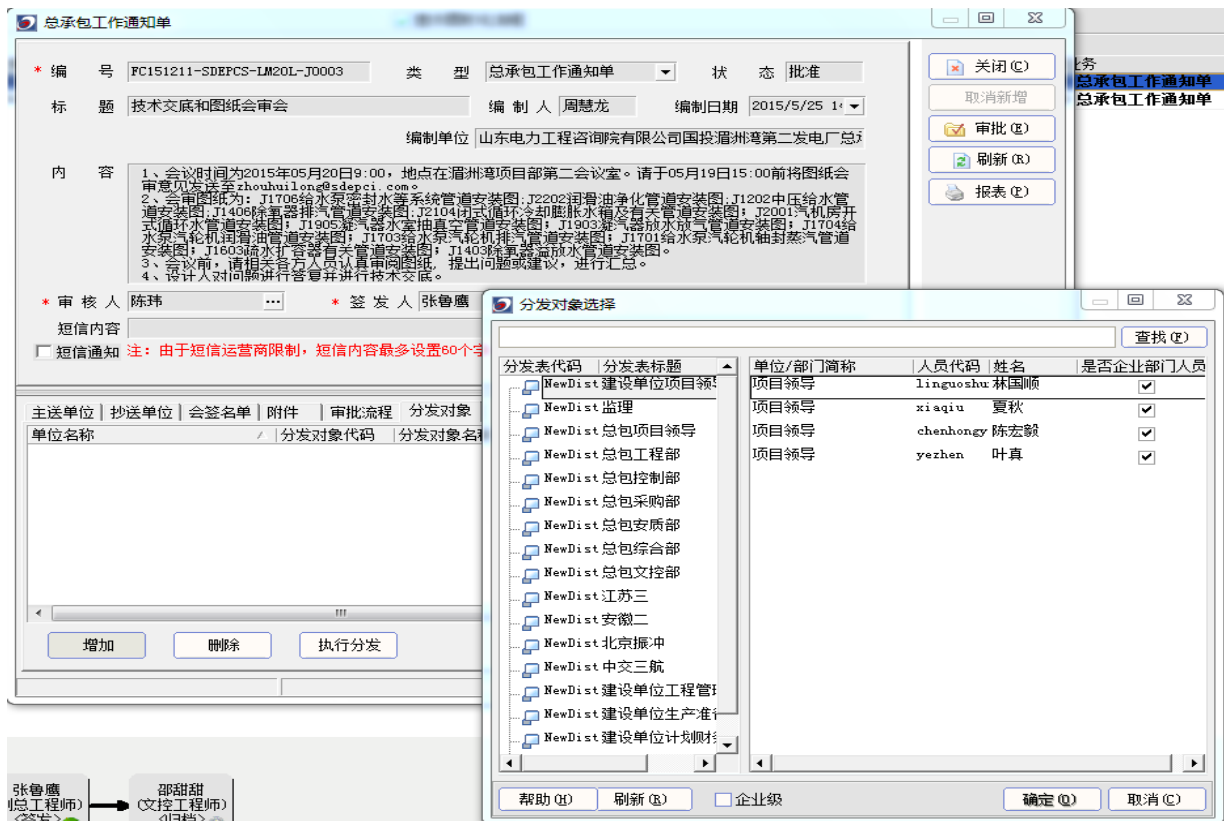 总承包工作通知单
* 编 号 FC151211-SDEPCS-LM20L-J0003 类 型 总承包工作通知单 状 态 批准
标 题 技术交底和图纸会审会 编 制 人 周慧龙 编制日期 2015/5/25 1
编制单位 山东电力工程咨询院有限公司国投湄洲湾第二发电厂总
内 容
1、会议时间为2015年05月20日9:00，地点在湄洲湾项目部第二会议室。请于05月19日15:00前将图纸会
审意见发送至zhouhuilong@sdepci.com。
2、会审图纸为：J1706给水泵密封水等系统管道安装图;J2202润滑油净化管道安装图;J1202中压给水管
道安装图;J1406除氧器排汽管道安装图;J2104闭式循环冷却膨胀水箱及有关管道安装图；J2001汽机房开
式循环水管道安装图；J1905凝汽器水室抽真空管道安装图；J1903凝汽器放水放气管道安装图；J1704给
水泵汽轮机润滑油管道安装图；J1703给水泵汽轮机排汽管道安装图；J1701给水泵汽轮机轴封蒸汽管道
安装图；J1603疏水扩容器有关管道安装图；J1403除氧器溢放水管道安装图。
3、会议前，请相关各方人员认真审阅图纸，提出问题或建议，进行汇总。
4、设计人对问题进行答复并进行技术交底。
* 审 核 人 陈玮 ... * 签 发 人 张鲁鹰
短信内容
短信通知 注：由于短信运营商限制，短信内容最多设置60个字
主送单位 抄送单位 会签名单 附件 审批流程 分发对象
单位名称 分发对象代码 分发对象名称
增加 删除 执行分发
关闭(C)
取消新增
审批(E)
刷新(R)
报表(P)
业务
总承包工作通知单
总承包工作通知单
分发对象选择
查找(F)
分发表代码 分发表标题 单位/部门简称 人员代码 姓名 是否企业部门人员
NewDist 建设单位项目领导 项目领导 linguoshu 林国顺
NewDist 监理 项目领导 xiaqiu 夏秋
NewDist 总包项目领导 项目领导 chenhongy 陈宏毅
NewDist 总包工程部 项目领导 yezhen 叶真
NewDist 总包控制部
NewDist 总包采购部
NewDist 总包安质部
NewDist 总包综合部
NewDist 总包文控部
NewDist 江苏三
NewDist 安徽二
NewDist 北京振冲
NewDist 中交三航
NewDist 建设单位工程管理
NewDist 建设单位生产准备
NewDist 建设单位计划财务
帮助(H) 刷新(R) 企业级 确定(O) 取消(C)
张鲁鹰 邵甜甜
副总工程师) (文控工程师)
<签发> <归档>